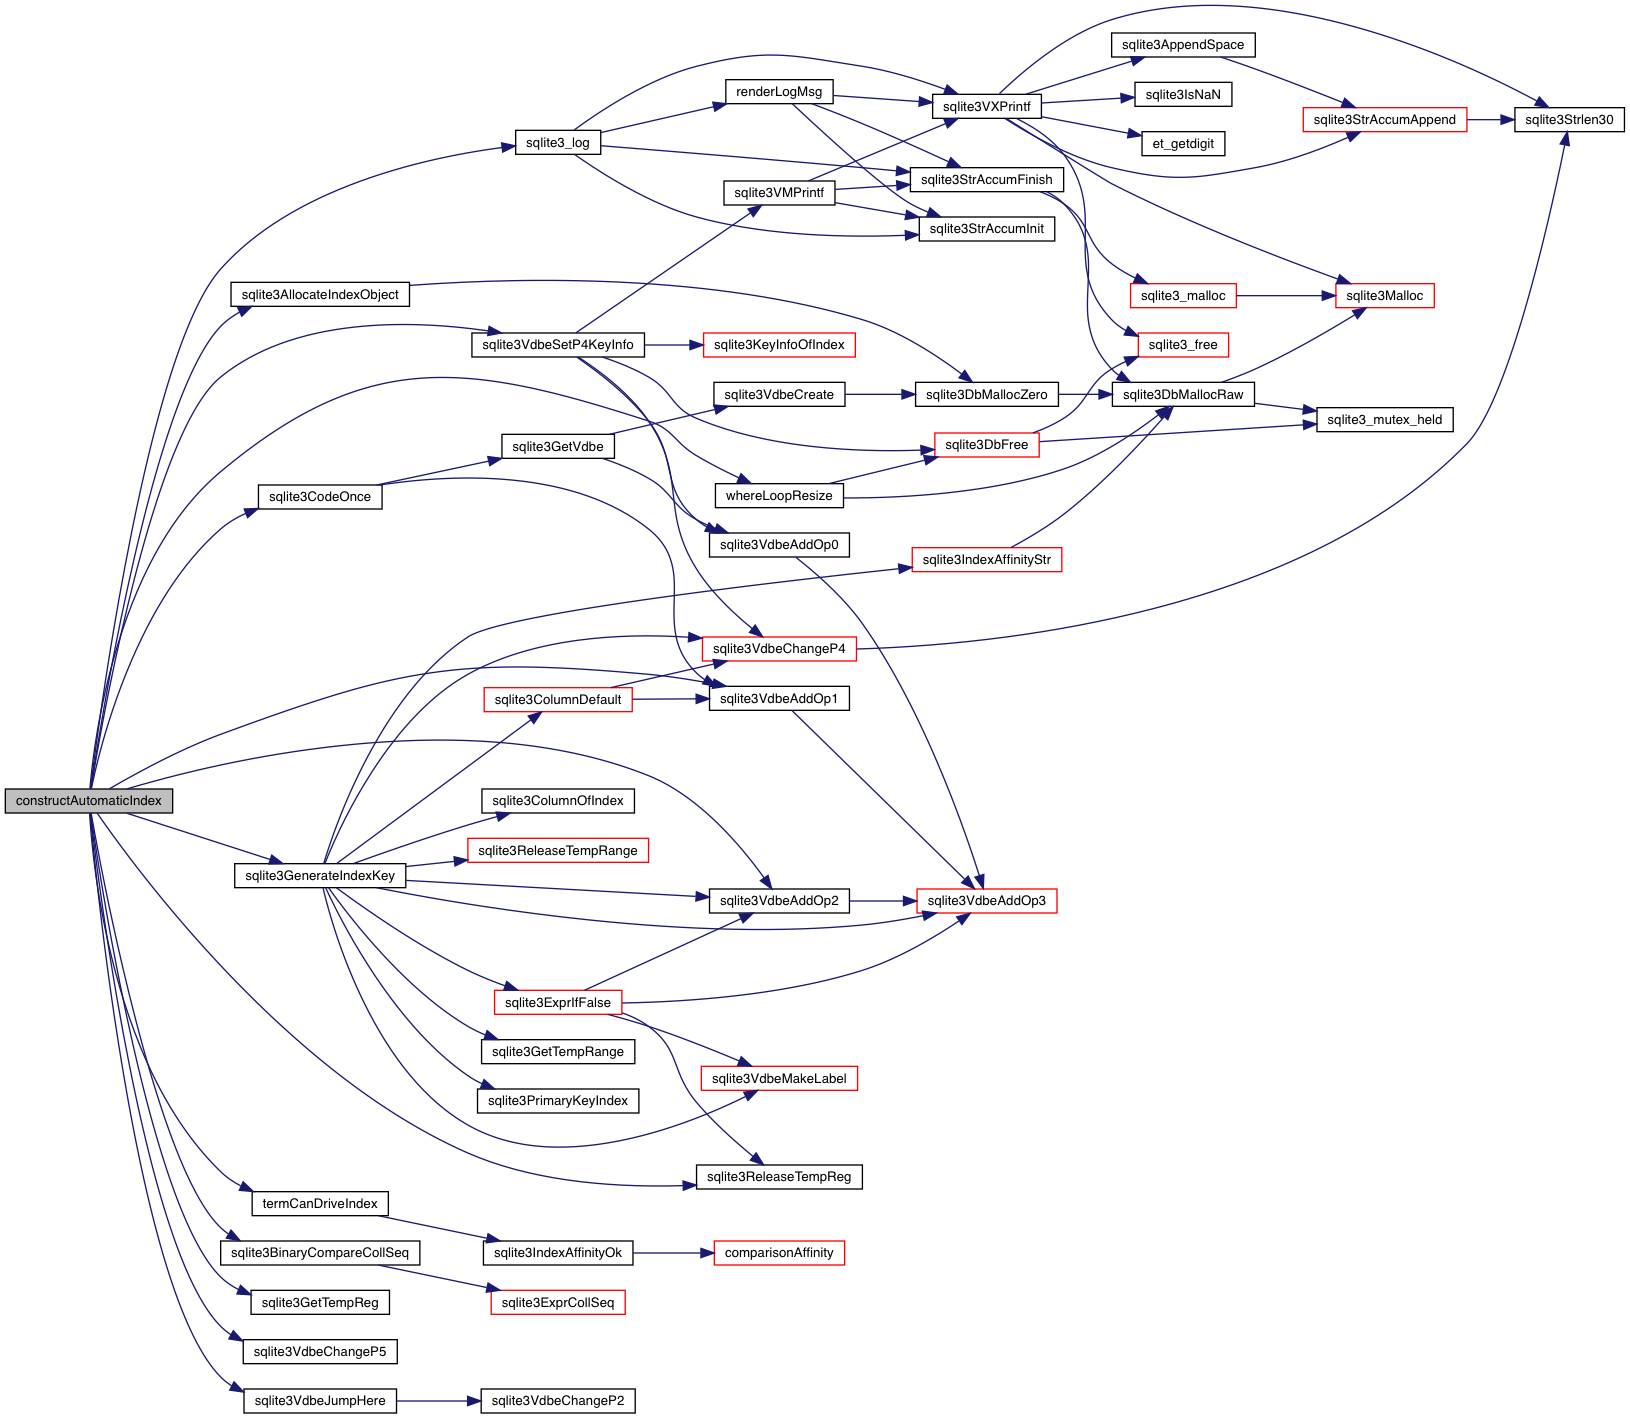 sqlite3AppendSpace
renderLogMsg
sqlite3IsNaN
sqlite3VXPrintf
sqlite3StrAccumAppend
sqlite3Strlen30
sqlite3_log
et_getdigit
sqlite3StrAccumFinish
sqlite3VMPrintf
sqlite3StrAccumInit
sqlite3AllocateIndexObject
sqlite3_malloc
sqlite3Malloc
sqlite3VdbeSetP4KeyInfo
sqlite3KeyInfoOfIndex
sqlite3_free
sqlite3VdbeCreate
sqlite3DbMallocZero
sqlite3DbMallocRaw
sqlite3_mutex_held
sqlite3GetVdbe
sqlite3DbFree
sqlite3CodeOnce
whereLoopResize
sqlite3VdbeAddOp0
sqlite3IndexAffinityStr
sqlite3VdbeChangeP4
sqlite3ColumnDefault
sqlite3VdbeAddOp1
constructAutomaticIndex
sqlite3ColumnOfIndex
sqlite3ReleaseTempRange
sqlite3GenerateIndexKey
sqlite3VdbeAddOp2
sqlite3VdbeAddOp3
sqlite3ExprIfFalse
sqlite3GetTempRange
sqlite3VdbeMakeLabel
sqlite3PrimaryKeyIndex
sqlite3ReleaseTempReg
termCanDriveIndex
sqlite3BinaryCompareCollSeq
sqlite3IndexAffinityOk
comparisonAffinity
sqlite3GetTempReg
sqlite3ExprCollSeq
sqlite3VdbeChangeP5
sqlite3VdbeJumpHere
sqlite3VdbeChangeP2